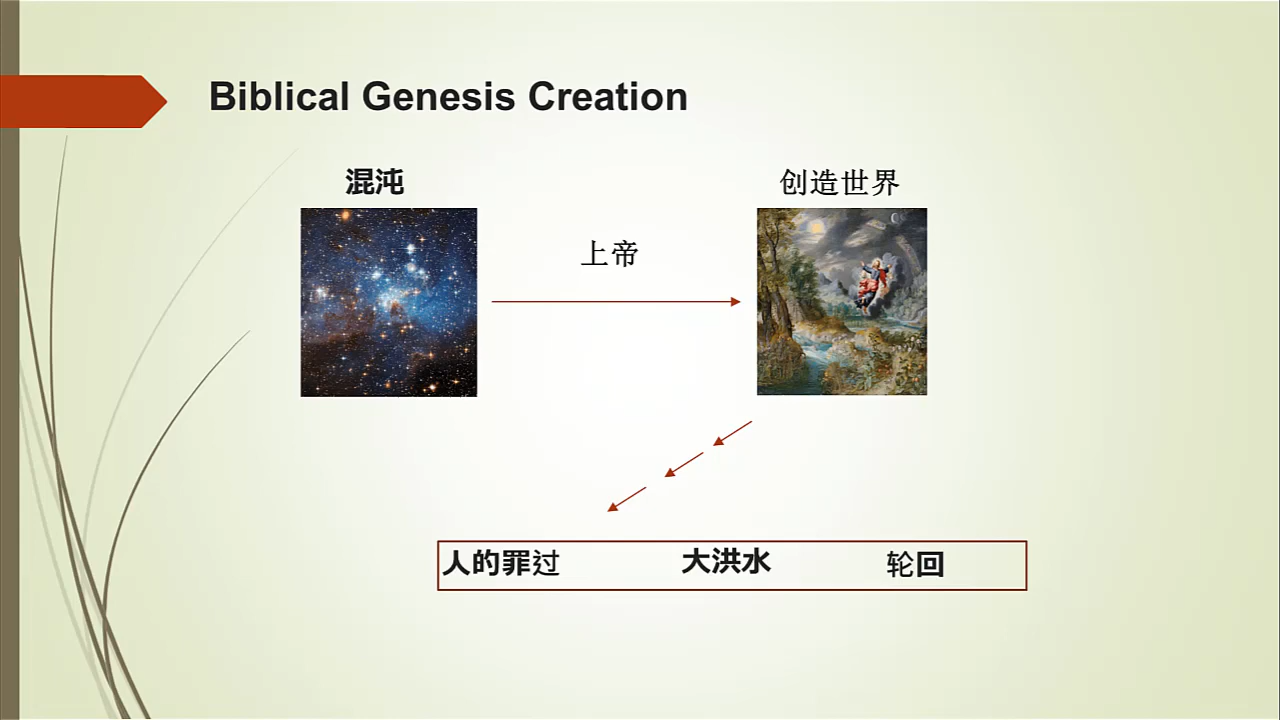 Biblical Genesis Creation
混沌
创造世界
上帝
人的罪过 大洪水 轮回